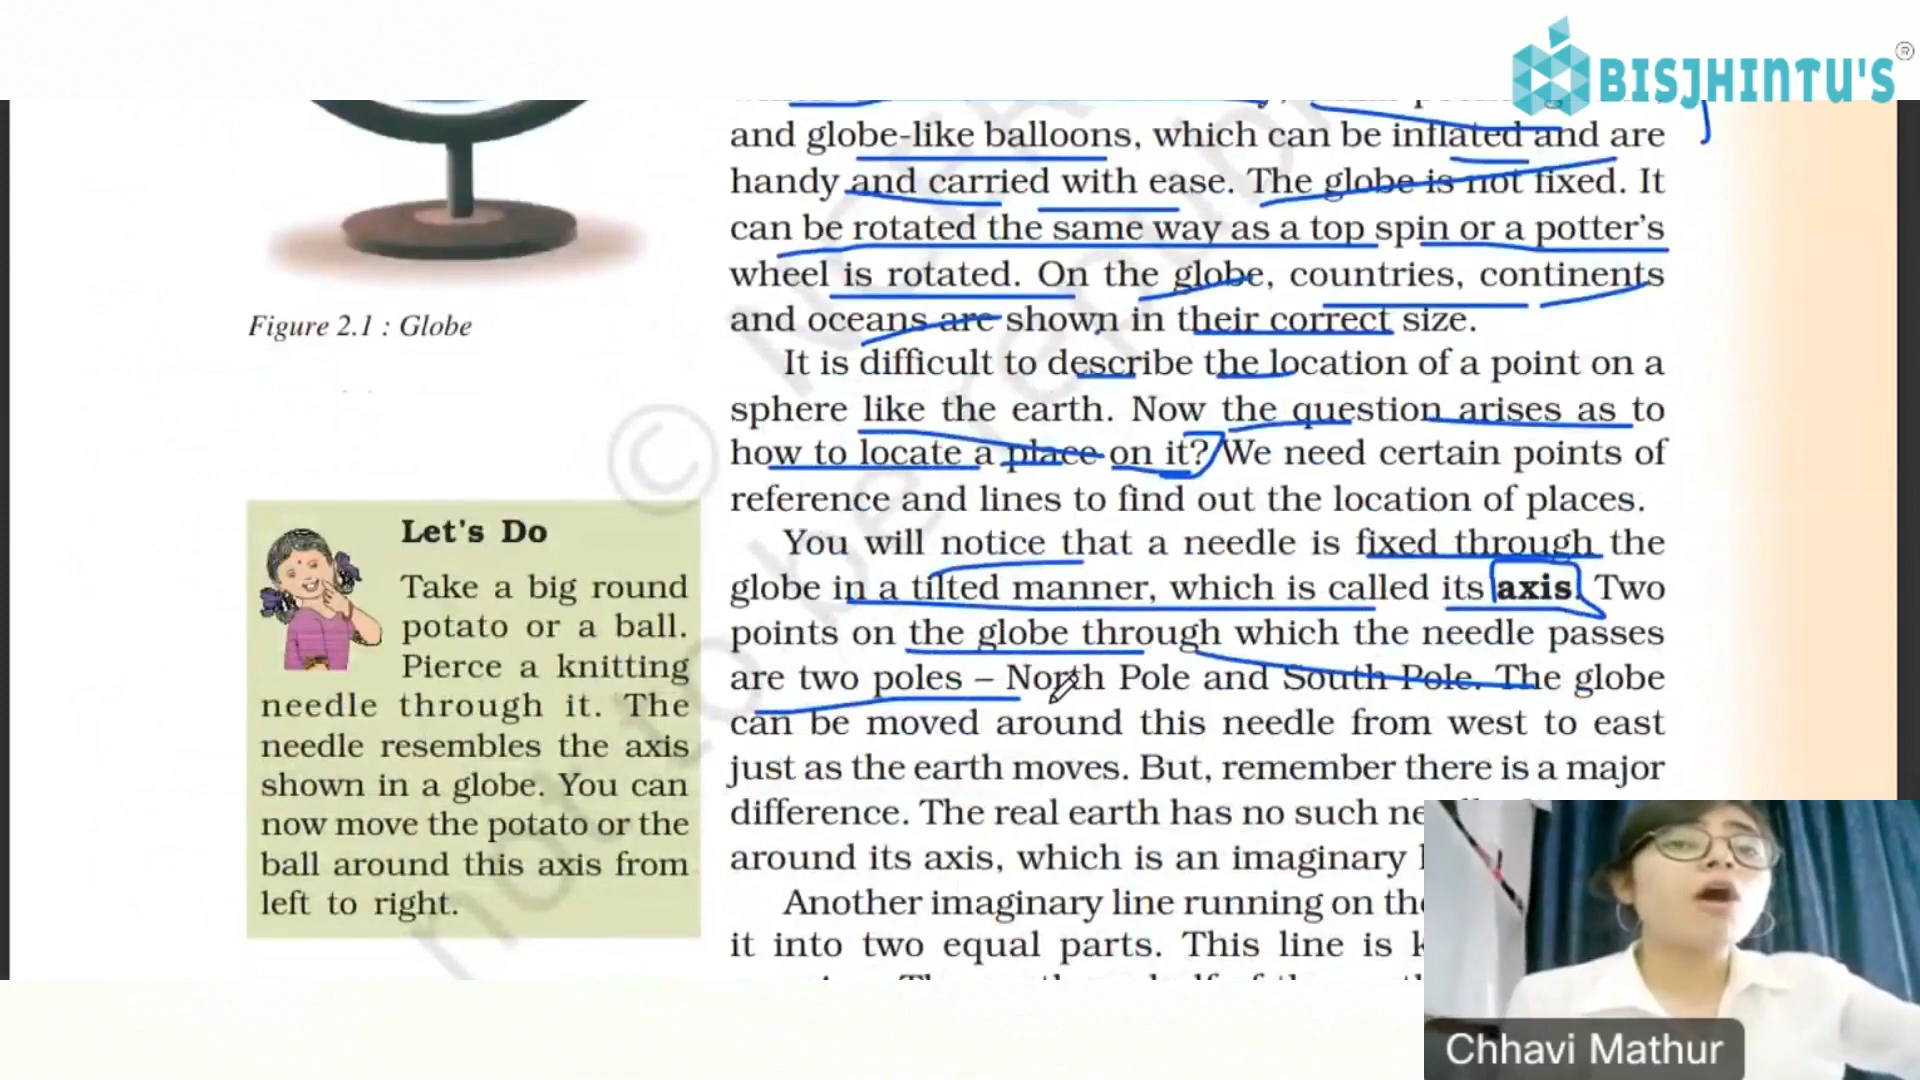 BISJHINTU'S ®
and globe-like balloons, which can be inflated and are
handy and carried with ease. The globe is not fixed. It
can be rotated the same way as a top spin or a potter's
wheel is rotated. On the globe, countries, continents
and oceans are shown in their correct size.
It is difficult to describe the location of a point on a
sphere like the earth. Now the question arises as to
how to locate a place on it? We need certain points of
reference and lines to find out the location of places.
You will notice that a needle is fixed through the
globe in a tilted manner, which is called its axis. Two
points on the globe through which the needle passes
are two poles – North Pole and South Pole. The globe
can be moved around this needle from west to east
just as the earth moves. But, remember there is a major
difference. The real earth has no such
around its axis, which is an imaginary
Another imaginary line running on the
it into two equal parts. This line is
Figure 2.1 : Globe
Let's Do
Take a big round
potato or a ball.
Pierce a knitting
needle through it. The
needle resembles the axis
shown in a globe. You can
now move the potato or the
ball around this axis from
left to right.
©
not to be republ
Chhavi Mathur